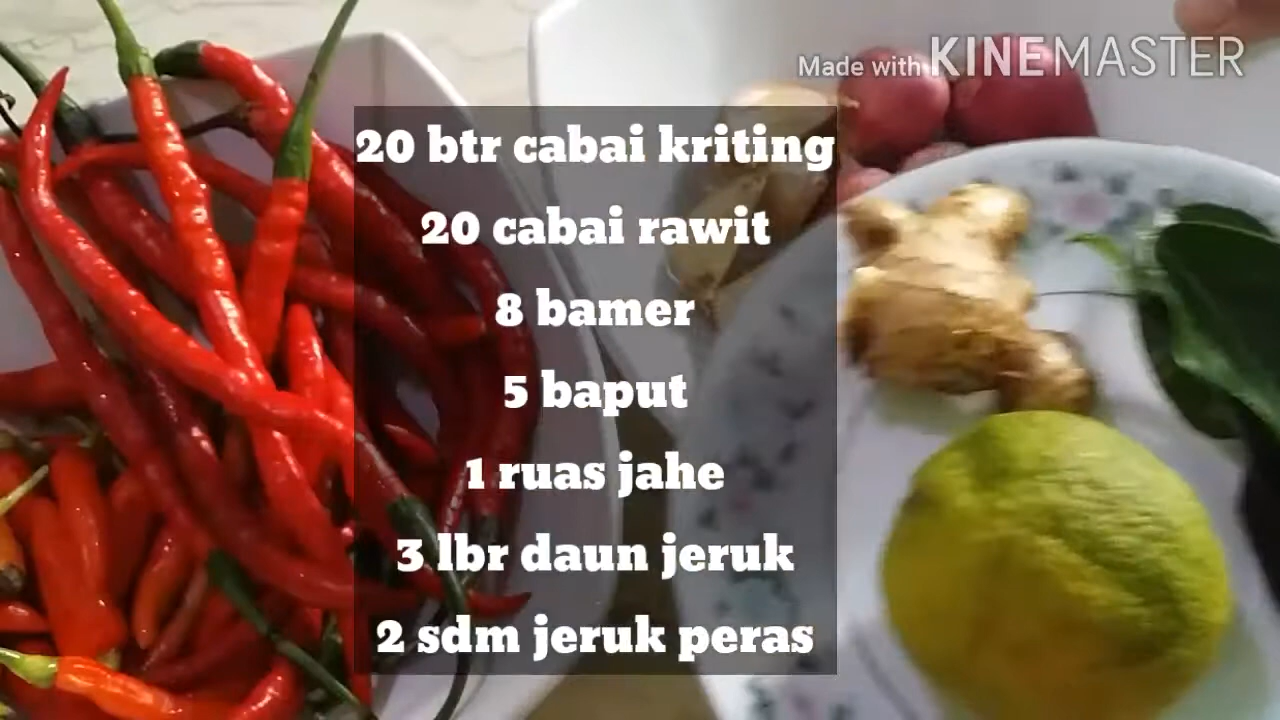 Made with KINEMASTER
20 btr cabai kriting
20 cabai rawit
8 bamer
5 baput
1 ruas jahe
3 lbr daun jeruk
2 sdm jeruk peras